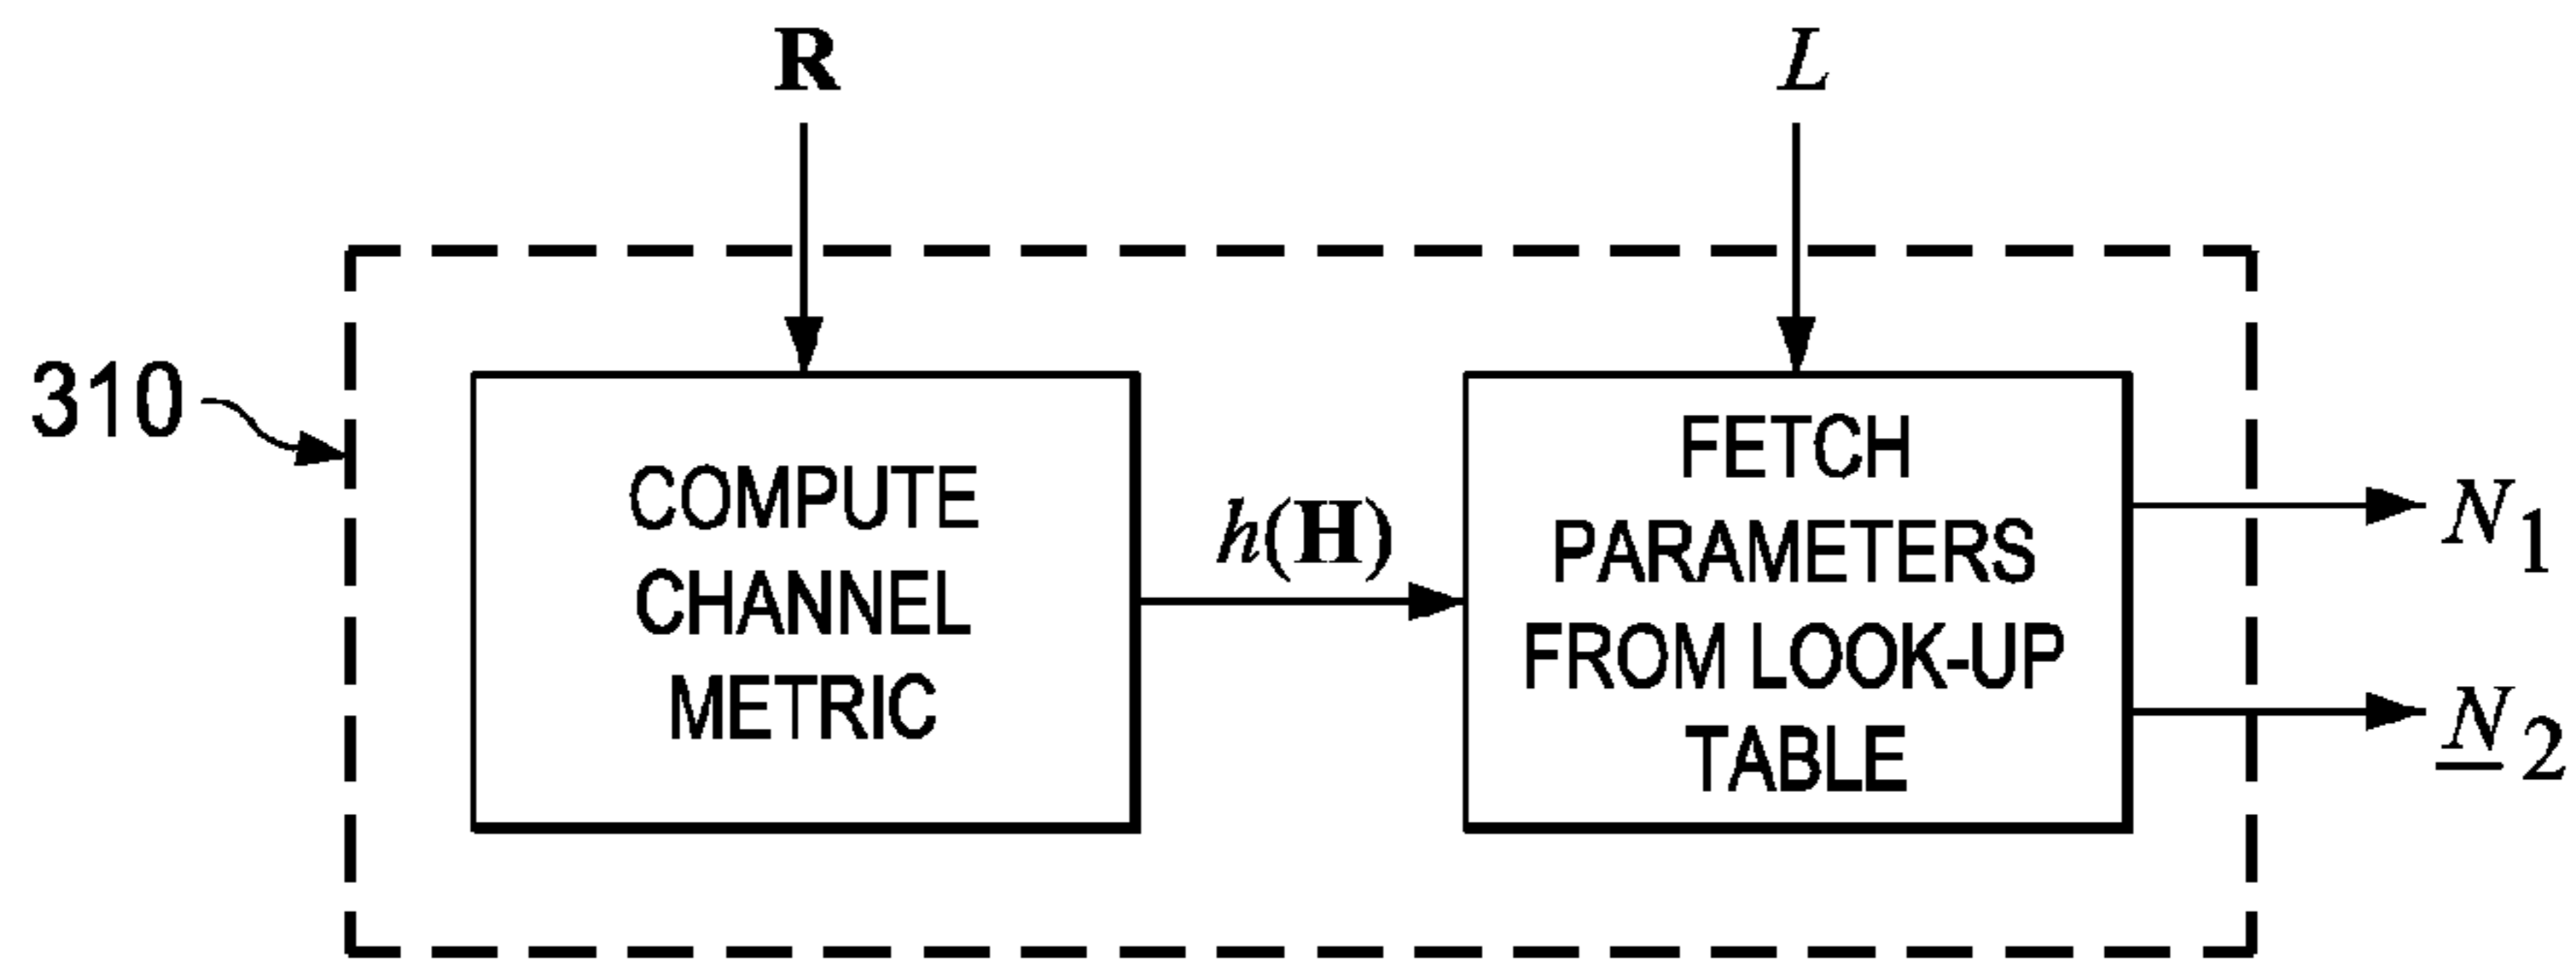 R
L
310
COMPUTE
CHANNEL
METRIC
h(H)
FETCH
PARAMETERS
FROM LOOK-UP
TABLE
N1
N2